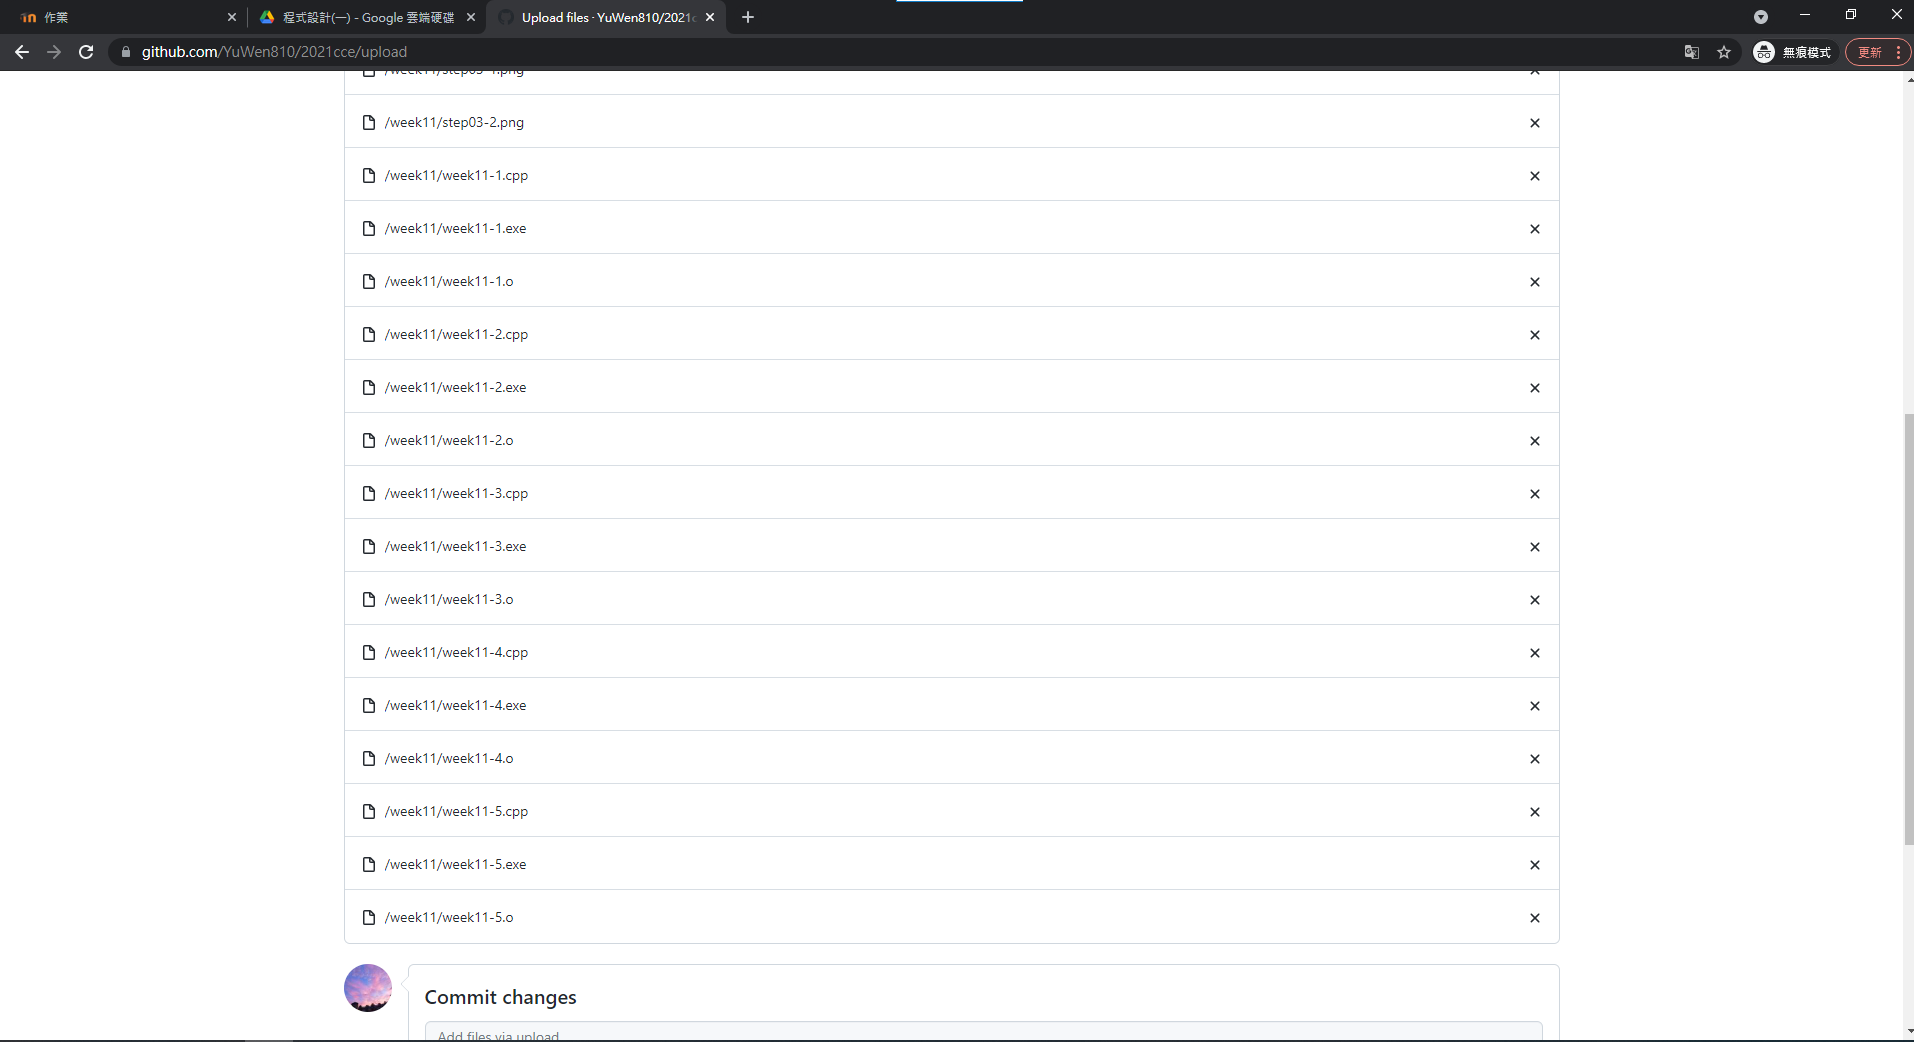 作業
程式設計(一) - Google 雲端硬碟
Upload files · YuWen810/2021c
github.com/YuWen810/2021cce/upload
無痕模式
更新
/week11/step03-1.png
/week11/step03-2.png
/week11/week11-1.cpp
/week11/week11-1.exe
/week11/week11-1.o
/week11/week11-2.cpp
/week11/week11-2.exe
/week11/week11-2.o
/week11/week11-3.cpp
/week11/week11-3.exe
/week11/week11-3.o
/week11/week11-4.cpp
/week11/week11-4.exe
/week11/week11-4.o
/week11/week11-5.cpp
/week11/week11-5.exe
/week11/week11-5.o
Commit changes
Add files via upload